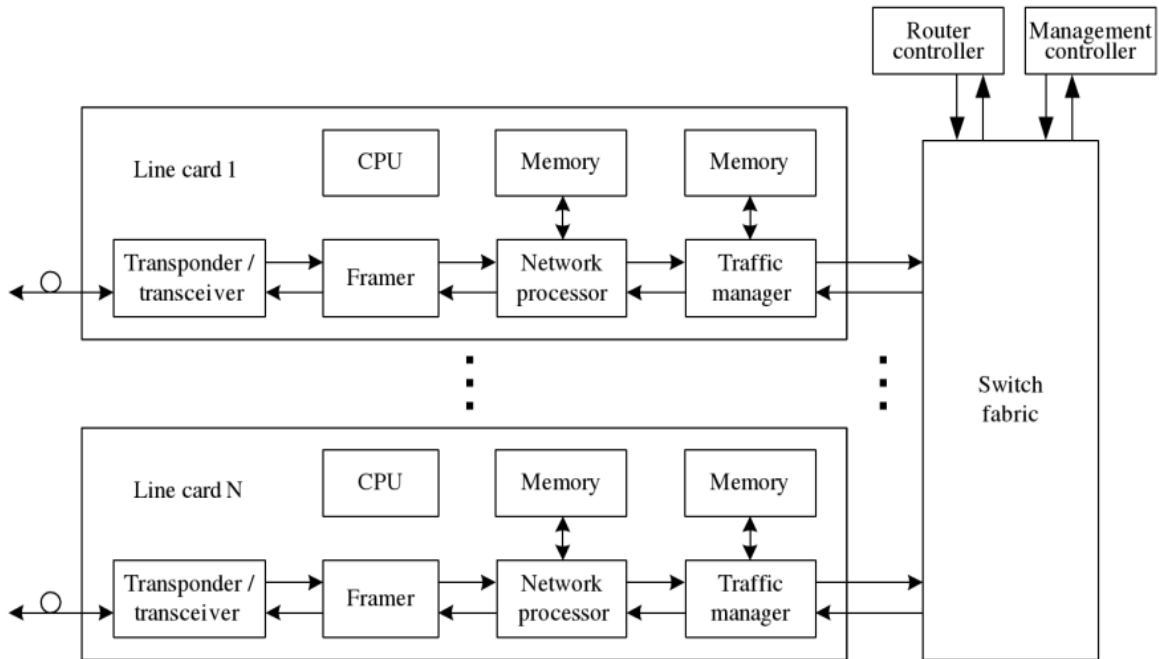 Router
controller
Management
controller
Line card 1
CPU
Memory
Memory
Transponder /
transceiver
Framer
Network
processor
Traffic
manager
Switch
fabric
Line card N
CPU
Memory
Memory
Transponder /
transceiver
Framer
Network
processor
Traffic
manager